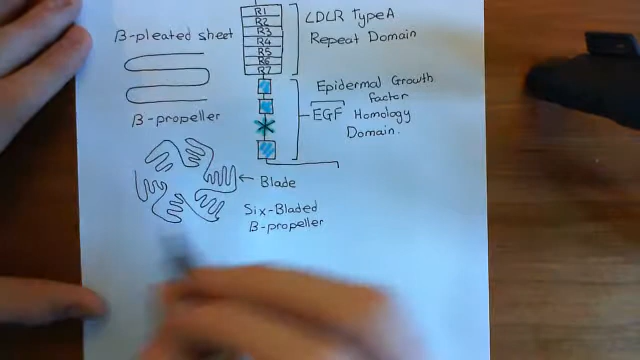 R1
R2
R3
R4
R5
R6
R7
LDLR Type A
Repeat Domain
B-pleated sheet
B-propeller
Epidermal Growth
factor
EGF Homology
Domain.
Blade
Six-Bladed
B-propeller